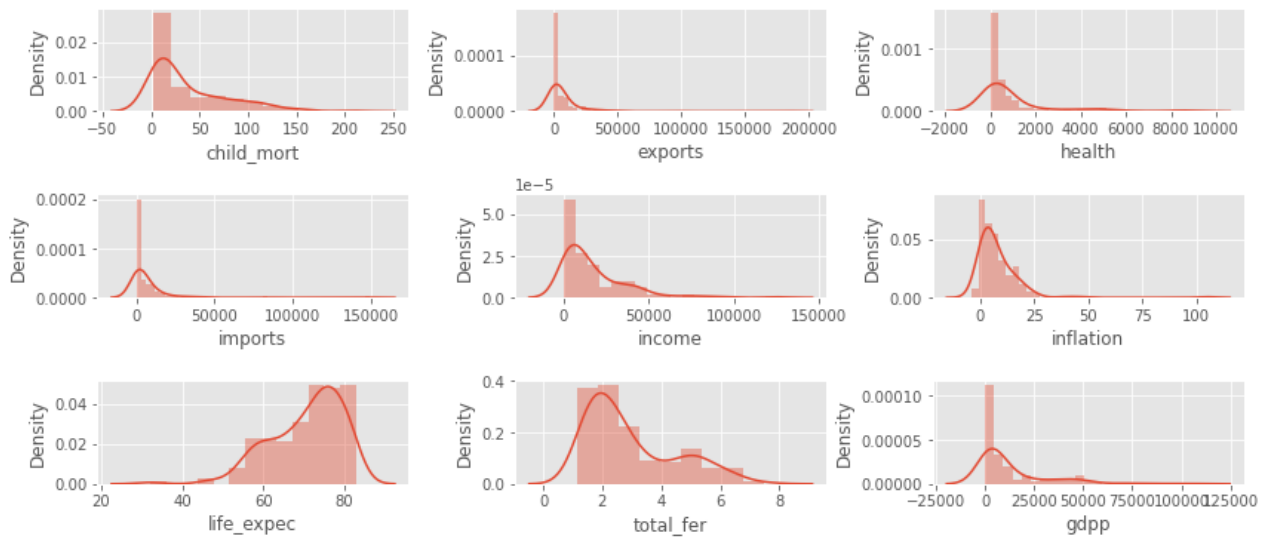 Density
0.02
0.01
0.00
−50 0 50 100 150 200 250
child_mort
Density
0.0001
0.0000
0 50000 100000 150000 200000
exports
Density
0.001
0.000
−2000 0 2000 4000 6000 8000 10000
health
Density
0.0002
0.0001
0.0000
0 50000 100000 150000
imports
1e−5
Density
5.0
2.5
0.0
0 50000 100000 150000
income
Density
0.05
0.00
0 25 50 75 100
inflation
Density
0.04
0.02
0.00
20 40 60 80
life_expec
Density
0.4
0.2
0.0
0 2 4 6 8
total_fer
Density
0.00010
0.00005
0.00000
−25000 0 25000 50000 75000 100000 125000
gdpp